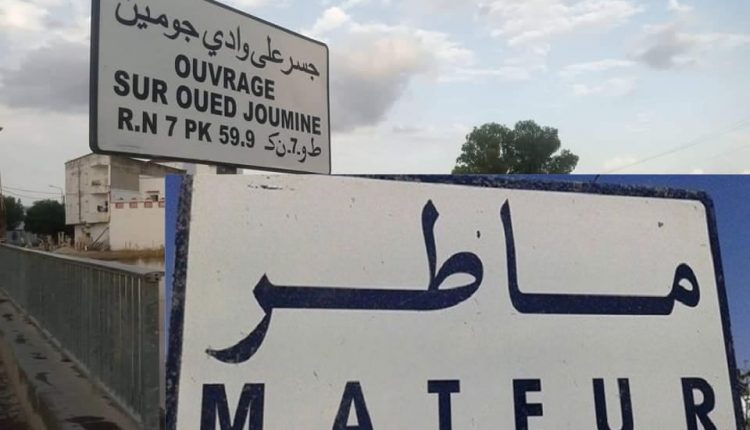 جسر على وادي جومين
OUVRAGE
SUR OUED JOUMINE
R.N 7 PK 59.9 ط.و.7.ن.ك
ماطر
MATEUR